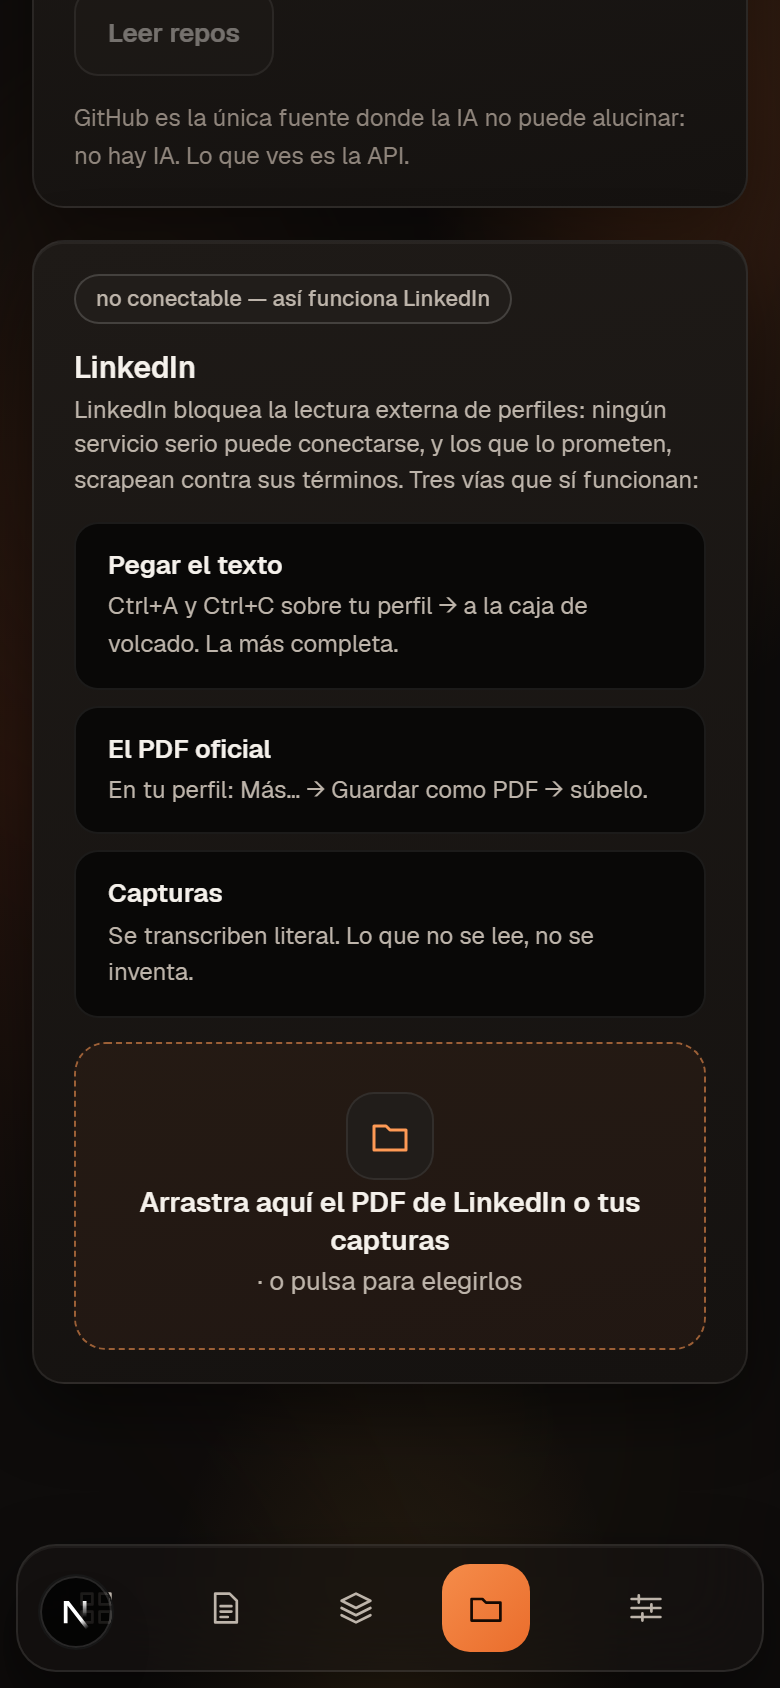 Leer repos
GitHub es la única fuente donde la IA no puede alucinar:
no hay IA. Lo que ves es la API.
no conectable — así funciona LinkedIn
LinkedIn
LinkedIn bloquea la lectura externa de perfiles: ningún
servicio serio puede conectarse, y los que lo prometen,
scrapean contra sus términos. Tres vías que sí funcionan:
Pegar el texto
Ctrl+A y Ctrl+C sobre tu perfil → a la caja de
volcado. La más completa.
El PDF oficial
En tu perfil: Más... → Guardar como PDF → súbelo.
Capturas
Se transcriben literal. Lo que no se lee, no se
inventa.
Arrastra aquí el PDF de LinkedIn o tus
capturas
· o pulsa para elegirlos
N